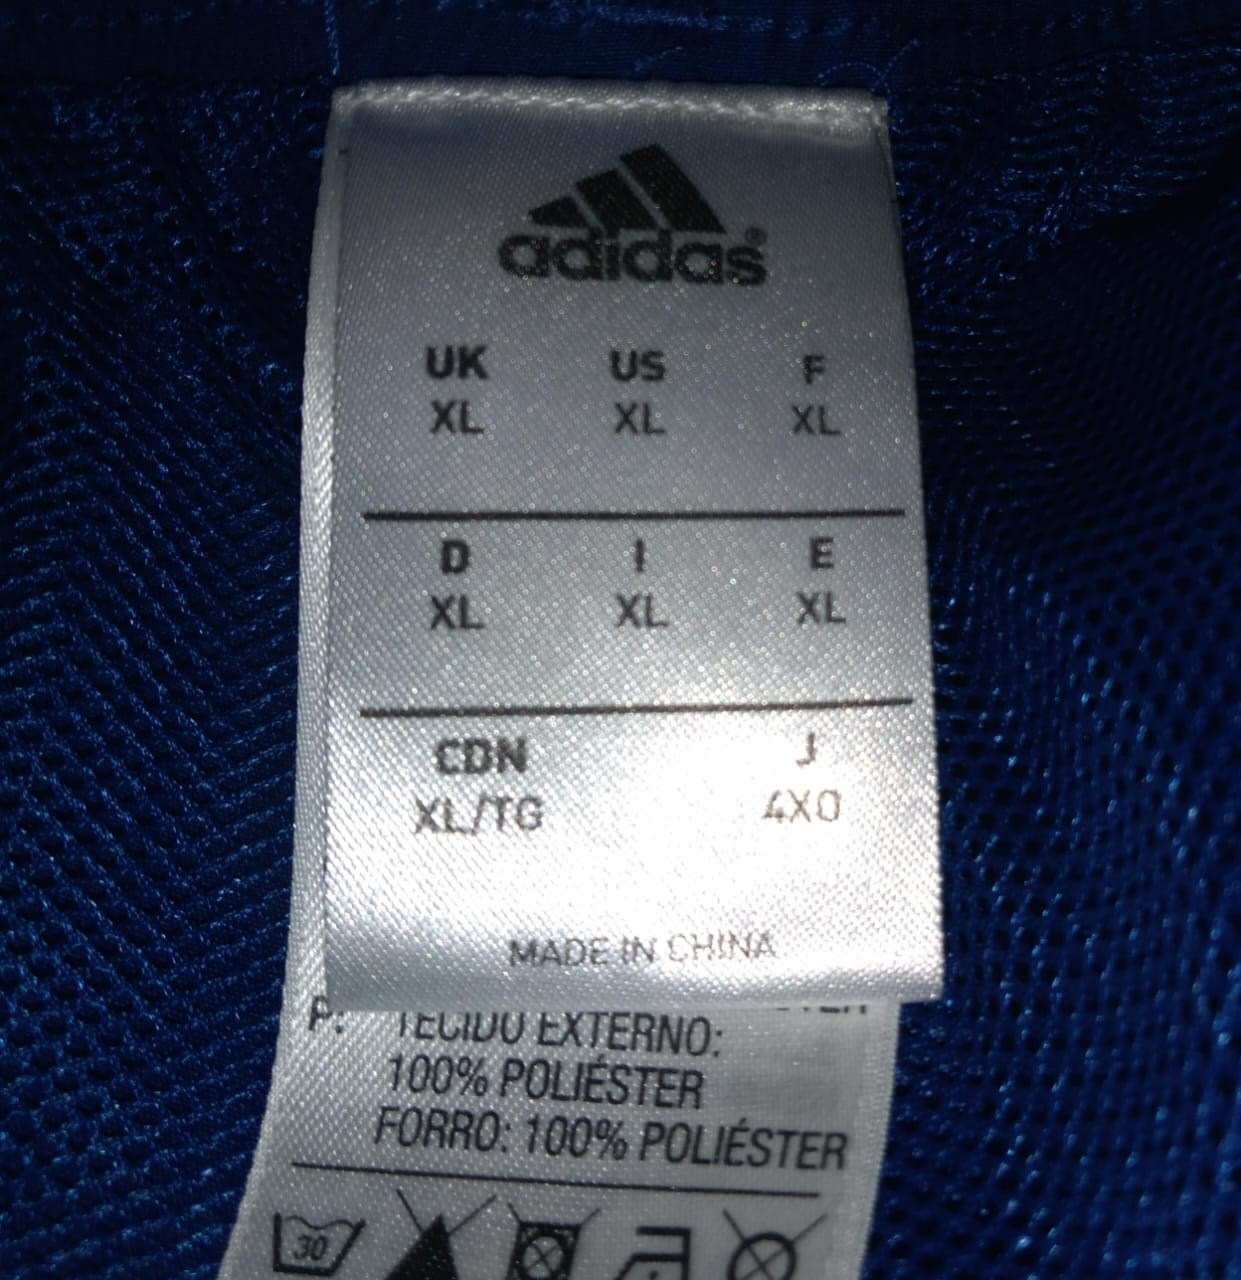 adidas®
UK US F
XL XL XL
D I E
XL XL XL
CDN J
XL/TG 4XO
MADE IN CHINA
P: TECIDO EXTERNO:
100% POLIÉSTER
FORRO: 100% POLIÉSTER
30